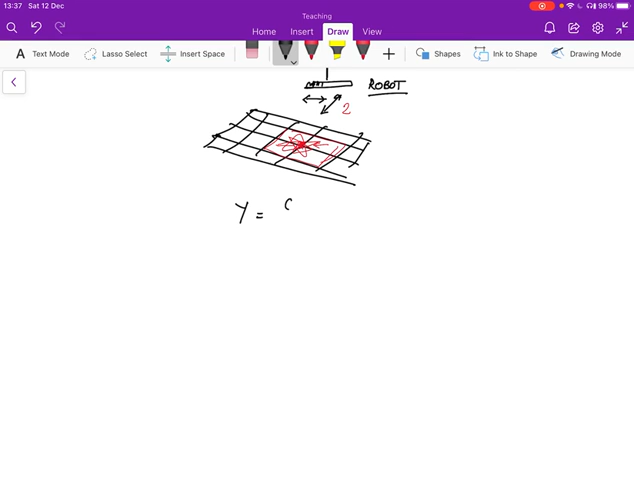 13:37 Sat 12 Dec 98%
Teaching
Home Insert Draw View
A Text Mode Lasso Select Insert Space Shapes Ink to Shape Drawing Mode
ROBOT
2
Y = (